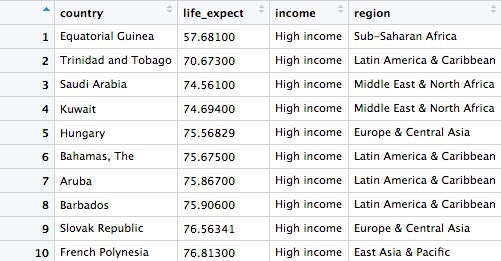 country life_expect income region
1 Equatorial Guinea 57.68100 High income Sub-Saharan Africa
2 Trinidad and Tobago 70.67300 High income Latin America & Caribbean
3 Saudi Arabia 74.56100 High income Middle East & North Africa
4 Kuwait 74.69400 High income Middle East & North Africa
5 Hungary 75.56829 High income Europe & Central Asia
6 Bahamas, The 75.67500 High income Latin America & Caribbean
7 Aruba 75.86700 High income Latin America & Caribbean
8 Barbados 75.90600 High income Latin America & Caribbean
9 Slovak Republic 76.56341 High income Europe & Central Asia
10 French Polynesia 76.81300 High income East Asia & Pacific